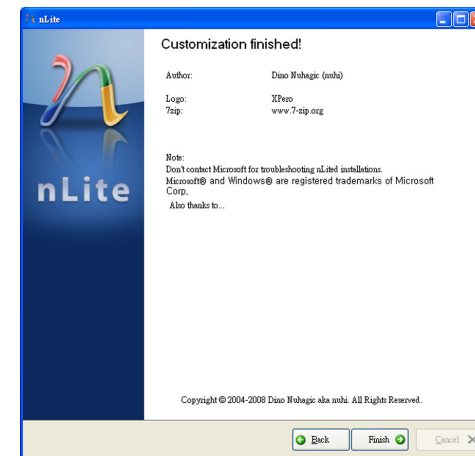 nLite
Customization finished!
Author: Dino Nuhagic (nuhi)
Logo: XPero
7zip: www.7-zip.org
Note:
Don't contact Microsoft for troubleshooting nLited installations.
Microsoft® and Windows® are registered trademarks of Microsoft
Corp.
Also thanks to...
nLite
Copyright © 2004-2008 Dino Nuhagic aka nuhi. All Rights Reserved.
Back Finish Cancel